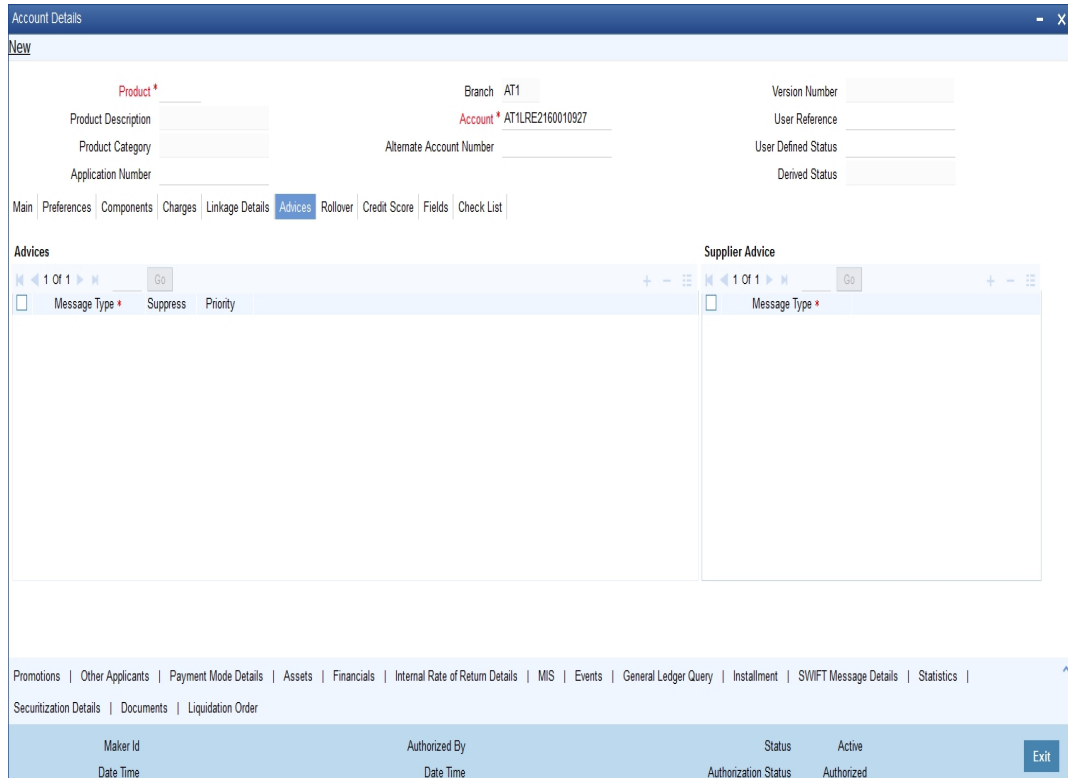 Account Details
New
Product * Branch AT1 Version Number
Product Description Account * AT1LRE2160010927 User Reference
Product Category Alternate Account Number User Defined Status
Application Number Derived Status
Main Preferences Components Charges Linkage Details Advices Rollover Credit Score Fields Check List
Advices Supplier Advice
1 Of 1 Go 1 Of 1 Go
Message Type * Suppress Priority Message Type *
Promotions | Other Applicants | Payment Mode Details | Assets | Financials | Internal Rate of Return Details | MIS | Events | General Ledger Query | Installment | SWIFT Message Details | Statistics |
Securitization Details | Documents | Liquidation Order
Maker Id Authorized By Status Active
Exit
Date Time Date Time Authorization Status Authorized